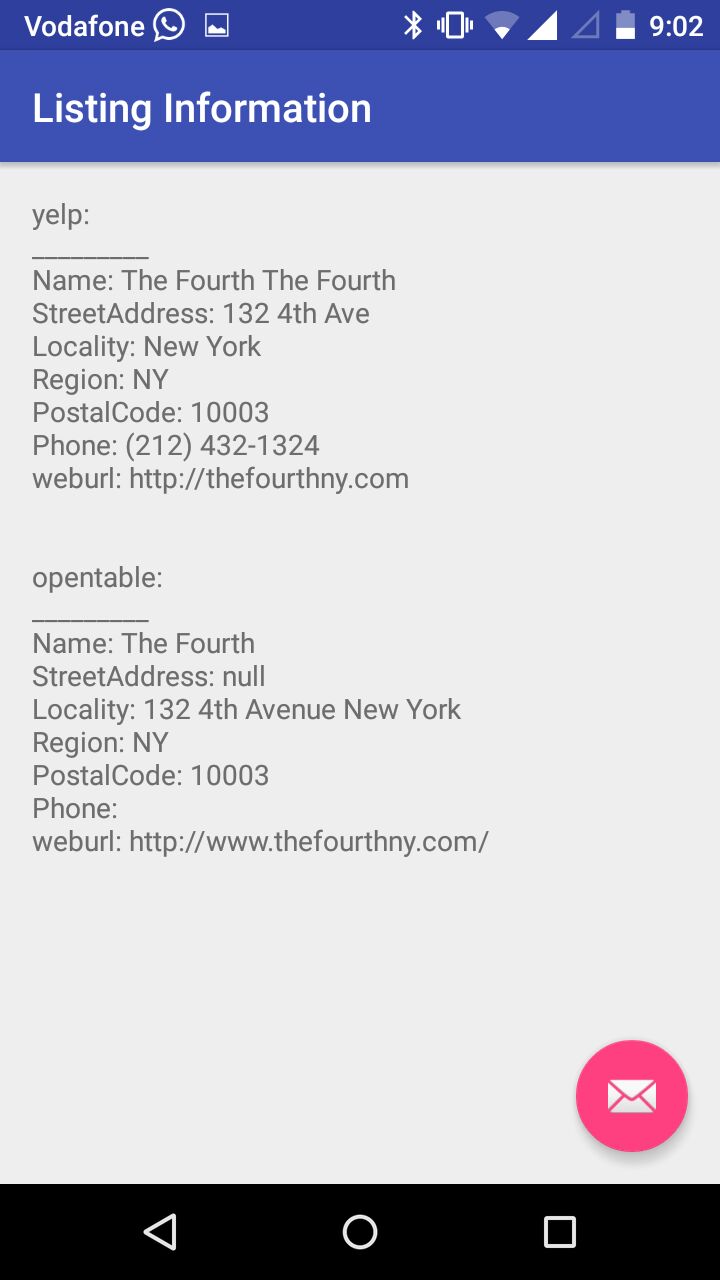 Vodafone 9:02
Listing Information
yelp:
_________
Name: The Fourth The Fourth
StreetAddress: 132 4th Ave
Locality: New York
Region: NY
PostalCode: 10003
Phone: (212) 432-1324
weburl: http://thefourthny.com
opentable:
_________
Name: The Fourth
StreetAddress: null
Locality: 132 4th Avenue New York
Region: NY
PostalCode: 10003
Phone:
weburl: http://www.thefourthny.com/